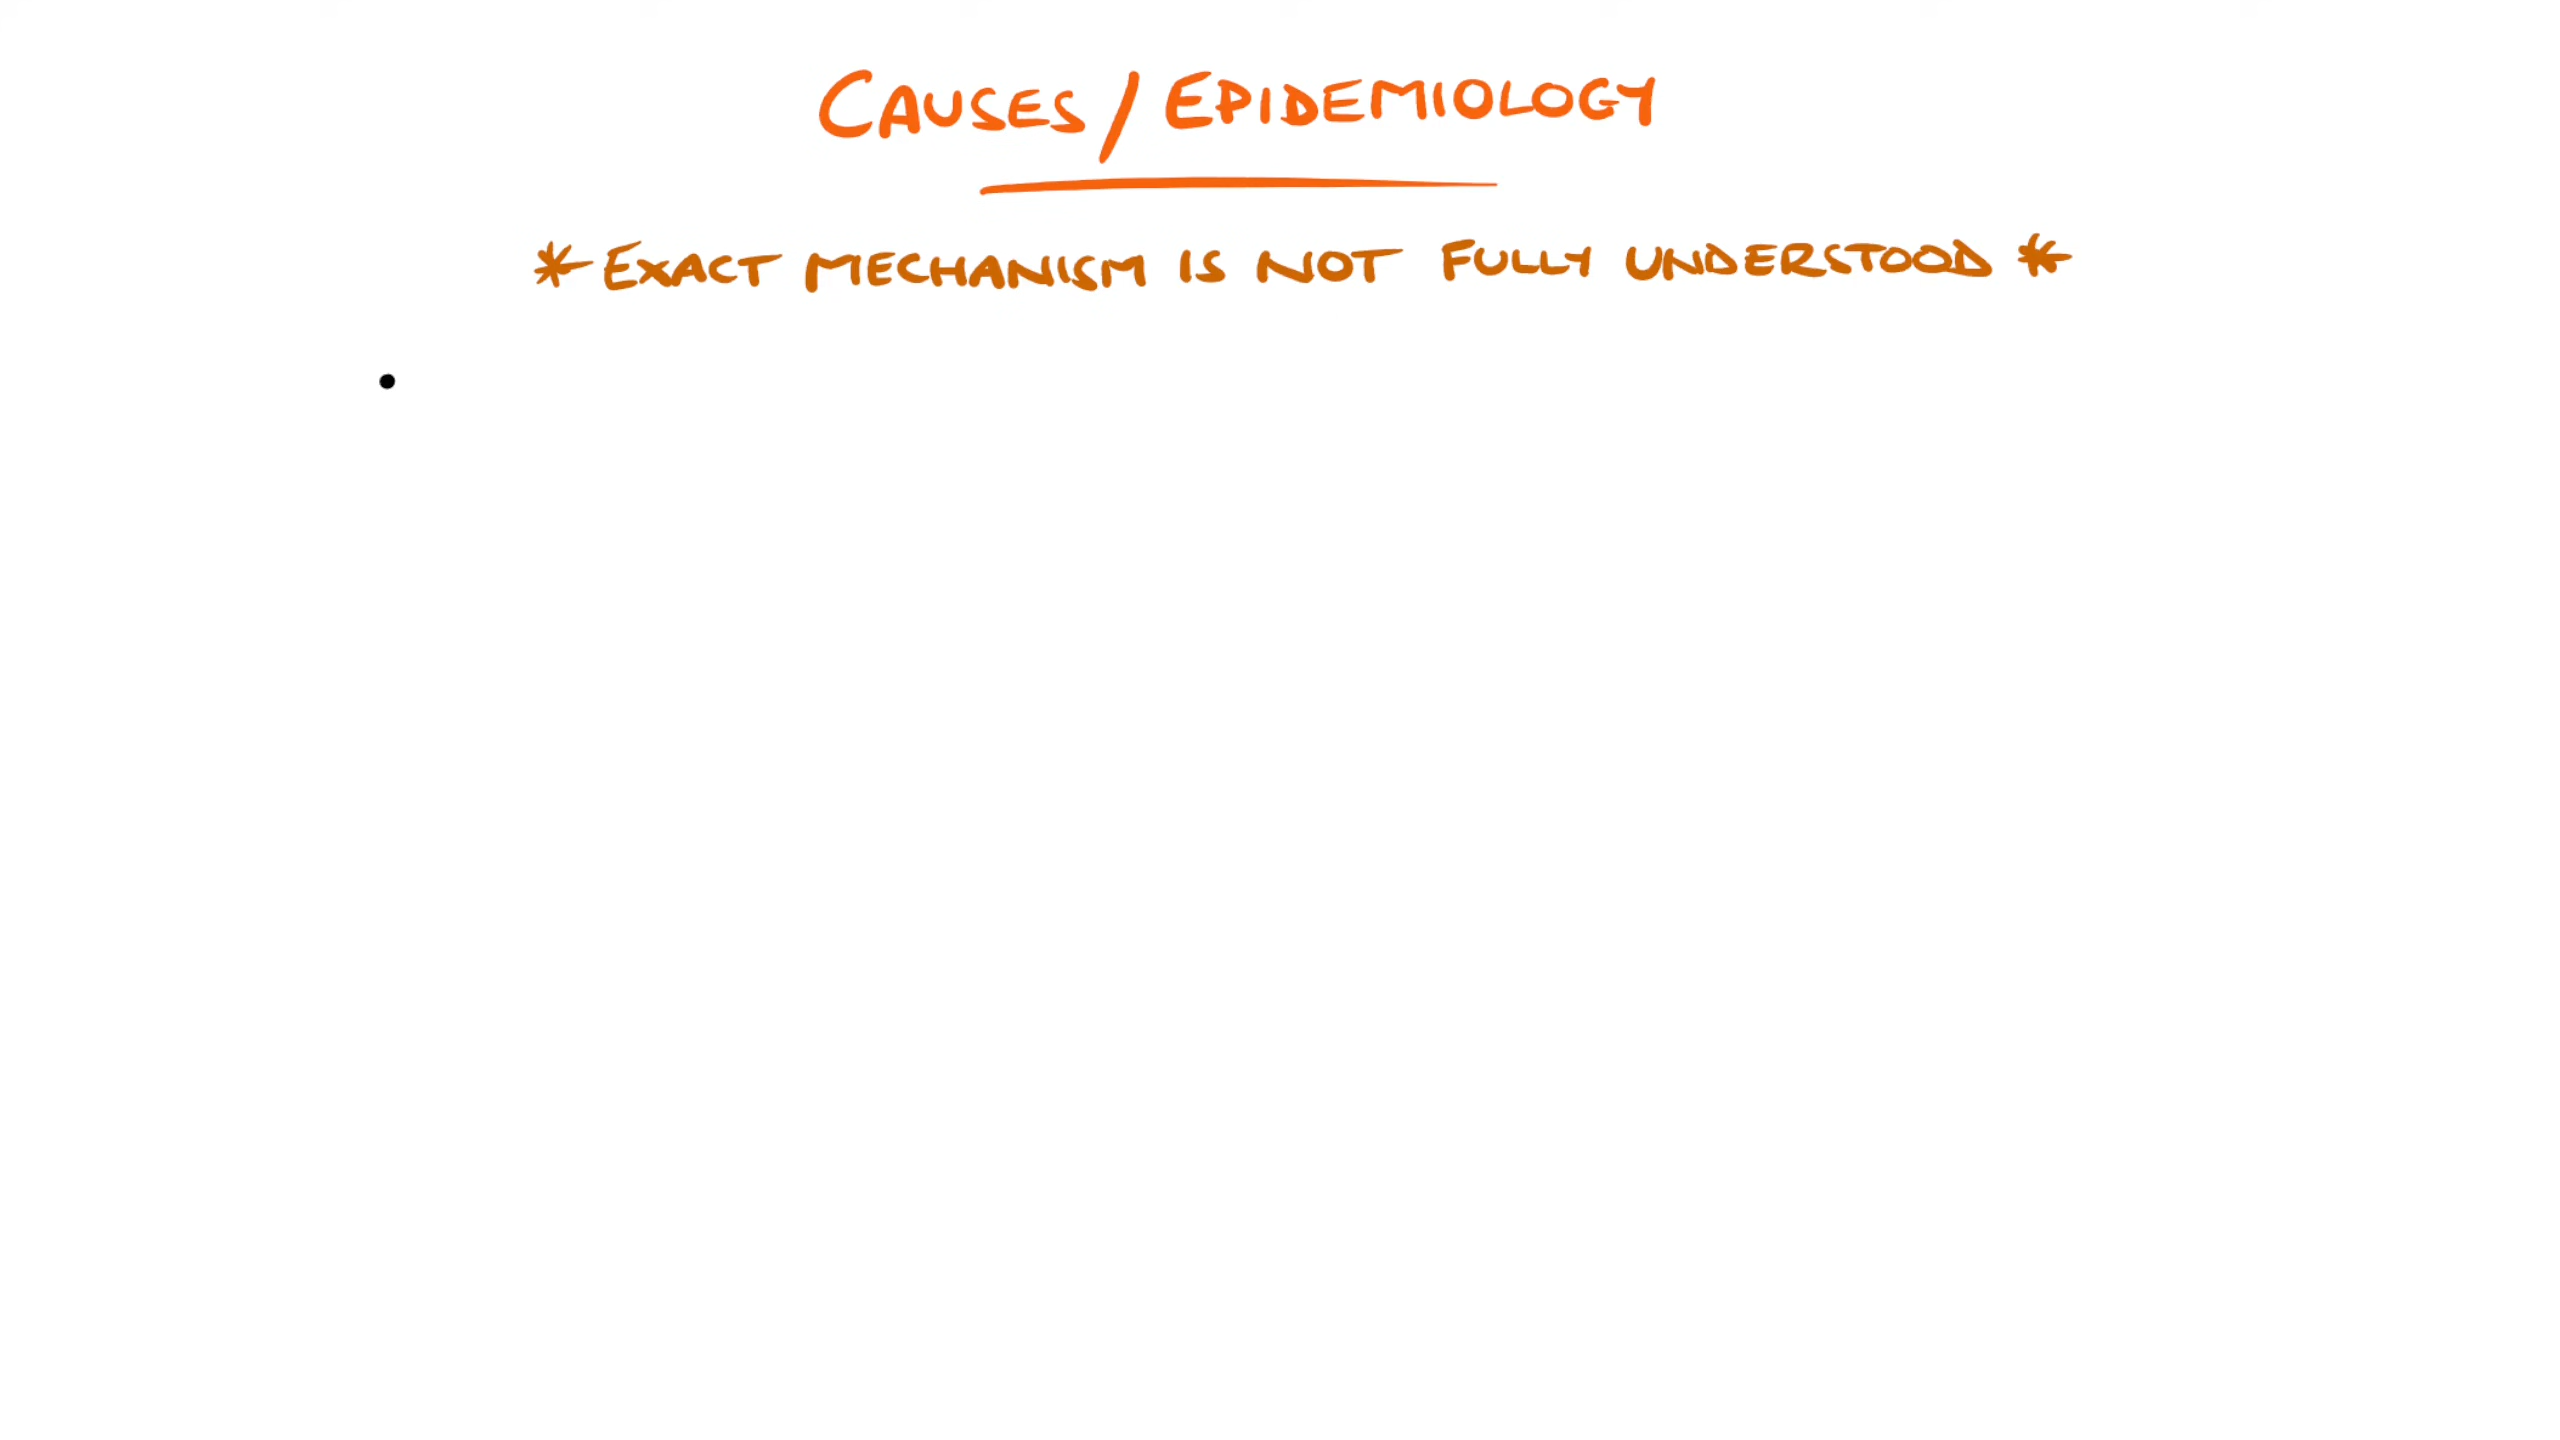 CAUSES / EPIDEMIOLOGY
* EXACT MECHANISM IS NOT FULLY UNDERSTOOD *
•